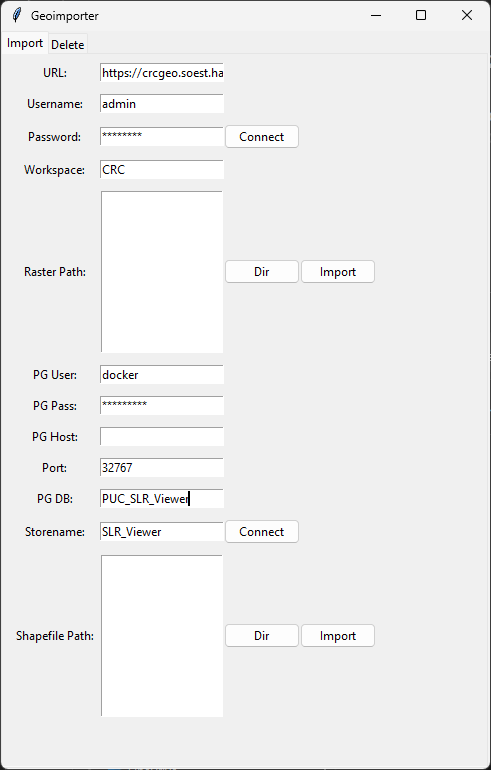 Geoimporter
Import Delete
URL: https://crcgeo.soest.ha
Username: admin
Password: ******** Connect
Workspace: CRC
Raster Path: Dir Import
PG User: docker
PG Pass: *********
PG Host:
Port: 32767
PG DB: PUC_SLR_Viewer
Storename: SLR_Viewer Connect
Shapefile Path: Dir Import